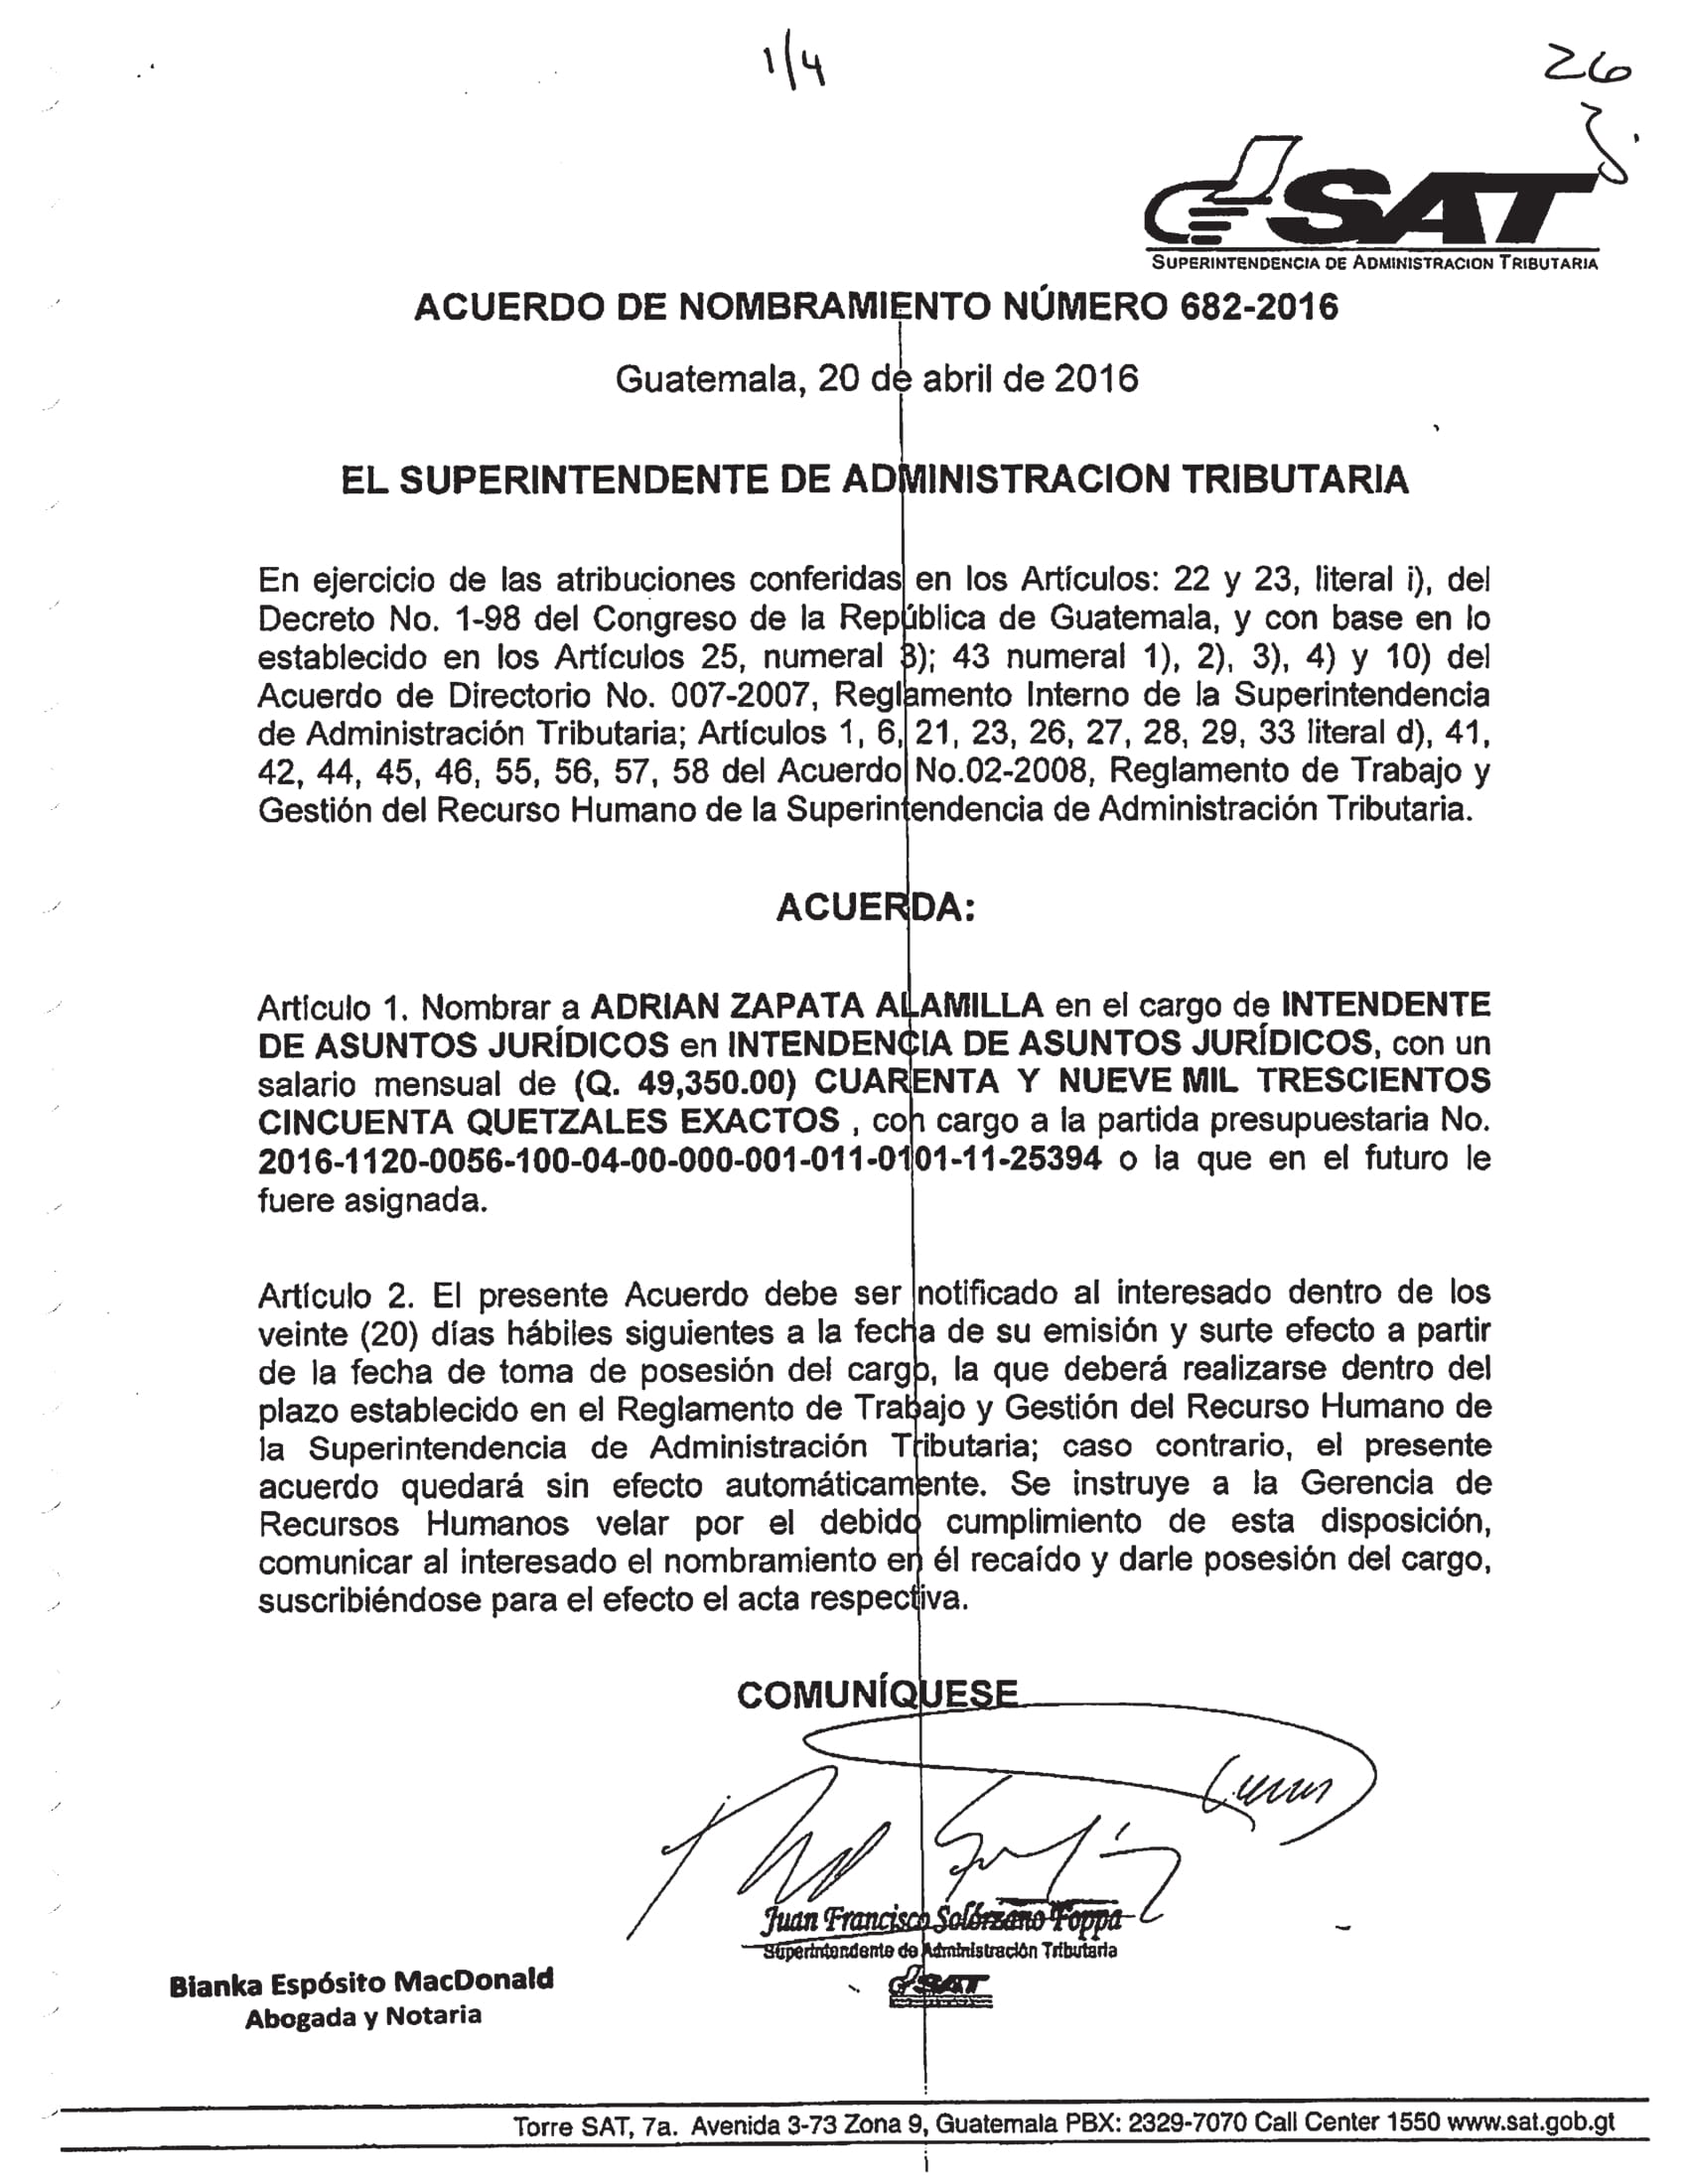 1/4
26
SAT
SUPERINTENDENCIA DE ADMINISTRACION TRIBUTARIA
ACUERDO DE NOMBRAMIENTO NÚMERO 682-2016
Guatemala, 20 de abril de 2016
EL SUPERINTENDENTE DE ADMINISTRACION TRIBUTARIA
En ejercicio de las atribuciones conferidas en los Artículos: 22 y 23, literal i), del
Decreto No. 1-98 del Congreso de la República de Guatemala, y con base en lo
establecido en los Artículos 25, numeral 3); 43 numeral 1), 2), 3), 4) y 10) del
Acuerdo de Directorio No. 007-2007, Reglamento Interno de la Superintendencia
de Administración Tributaria; Artículos 1, 6, 21, 23, 26, 27, 28, 29, 33 literal d), 41,
42, 44, 45, 46, 55, 56, 57, 58 del Acuerdo No.02-2008, Reglamento de Trabajo y
Gestión del Recurso Humano de la Superintendencia de Administración Tributaria.
ACUERDA:
Artículo 1. Nombrar a ADRIAN ZAPATA ALAMILLA en el cargo de INTENDENTE
DE ASUNTOS JURÍDICOS en INTENDENCIA DE ASUNTOS JURÍDICOS, con un
salario mensual de (Q. 49,350.00) CUARENTA Y NUEVE MIL TRESCIENTOS
CINCUENTA QUETZALES EXACTOS , con cargo a la partida presupuestaria No.
2016-1120-0056-100-04-00-000-001-011-0101-11-25394 o la que en el futuro le
fuere asignada.
Artículo 2. El presente Acuerdo debe ser notificado al interesado dentro de los
veinte (20) días hábiles siguientes a la fecha de su emisión y surte efecto a partir
de la fecha de toma de posesión del cargo, la que deberá realizarse dentro del
plazo establecido en el Reglamento de Trabajo y Gestión del Recurso Humano de
la Superintendencia de Administración Tributaria; caso contrario, el presente
acuerdo quedará sin efecto automáticamente. Se instruye a la Gerencia de
Recursos Humanos velar por el debido cumplimiento de esta disposición,
comunicar al interesado el nombramiento en él recaído y darle posesión del cargo,
suscribiéndose para el efecto el acta respectiva.
COMUNÍQUESE
Juan Francisco Solórzano Foppa
Superintendente de Administración Tributaria
SAT
Bianka Espósito MacDonald
Abogada y Notaria
Torre SAT, 7a. Avenida 3-73 Zona 9, Guatemala PBX: 2329-7070 Call Center 1550 www.sat.gob.gt